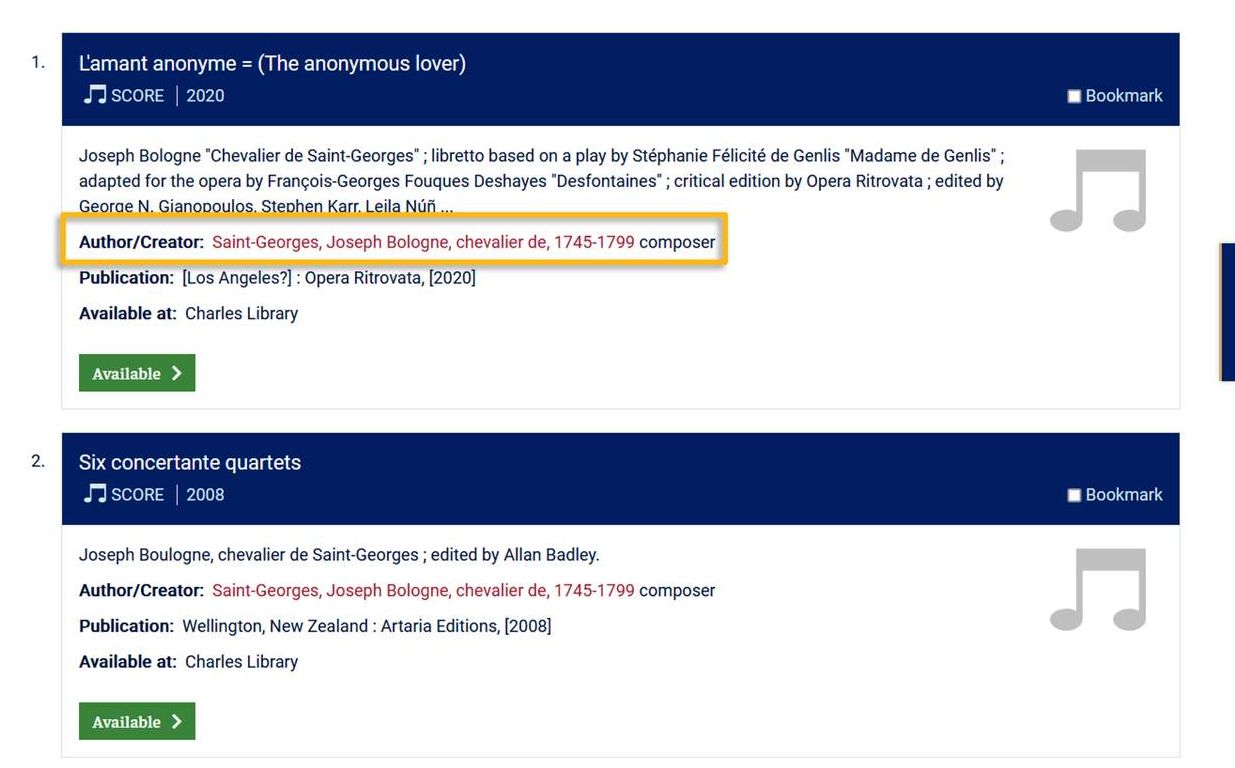 1.
L'amant anonyme = (The anonymous lover)
SCORE | 2020
Bookmark
Joseph Bologne "Chevalier de Saint-Georges" ; libretto based on a play by Stéphanie Félicité de Genlis "Madame de Genlis" ;
adapted for the opera by François-Georges Fouques Deshayes "Desfontaines" ; critical edition by Opera Ritrovata ; edited by
George N. Gianopoulos, Stephen Karr, Leila Núñ ...
Author/Creator: Saint-Georges, Joseph Bologne, chevalier de, 1745-1799 composer
Publication: [Los Angeles?] : Opera Ritrovata, [2020]
Available at: Charles Library
Available
2.
Six concertante quartets
SCORE | 2008
Bookmark
Joseph Boulogne, chevalier de Saint-Georges ; edited by Allan Badley.
Author/Creator: Saint-Georges, Joseph Bologne, chevalier de, 1745-1799 composer
Publication: Wellington, New Zealand : Artaria Editions, [2008]
Available at: Charles Library
Available